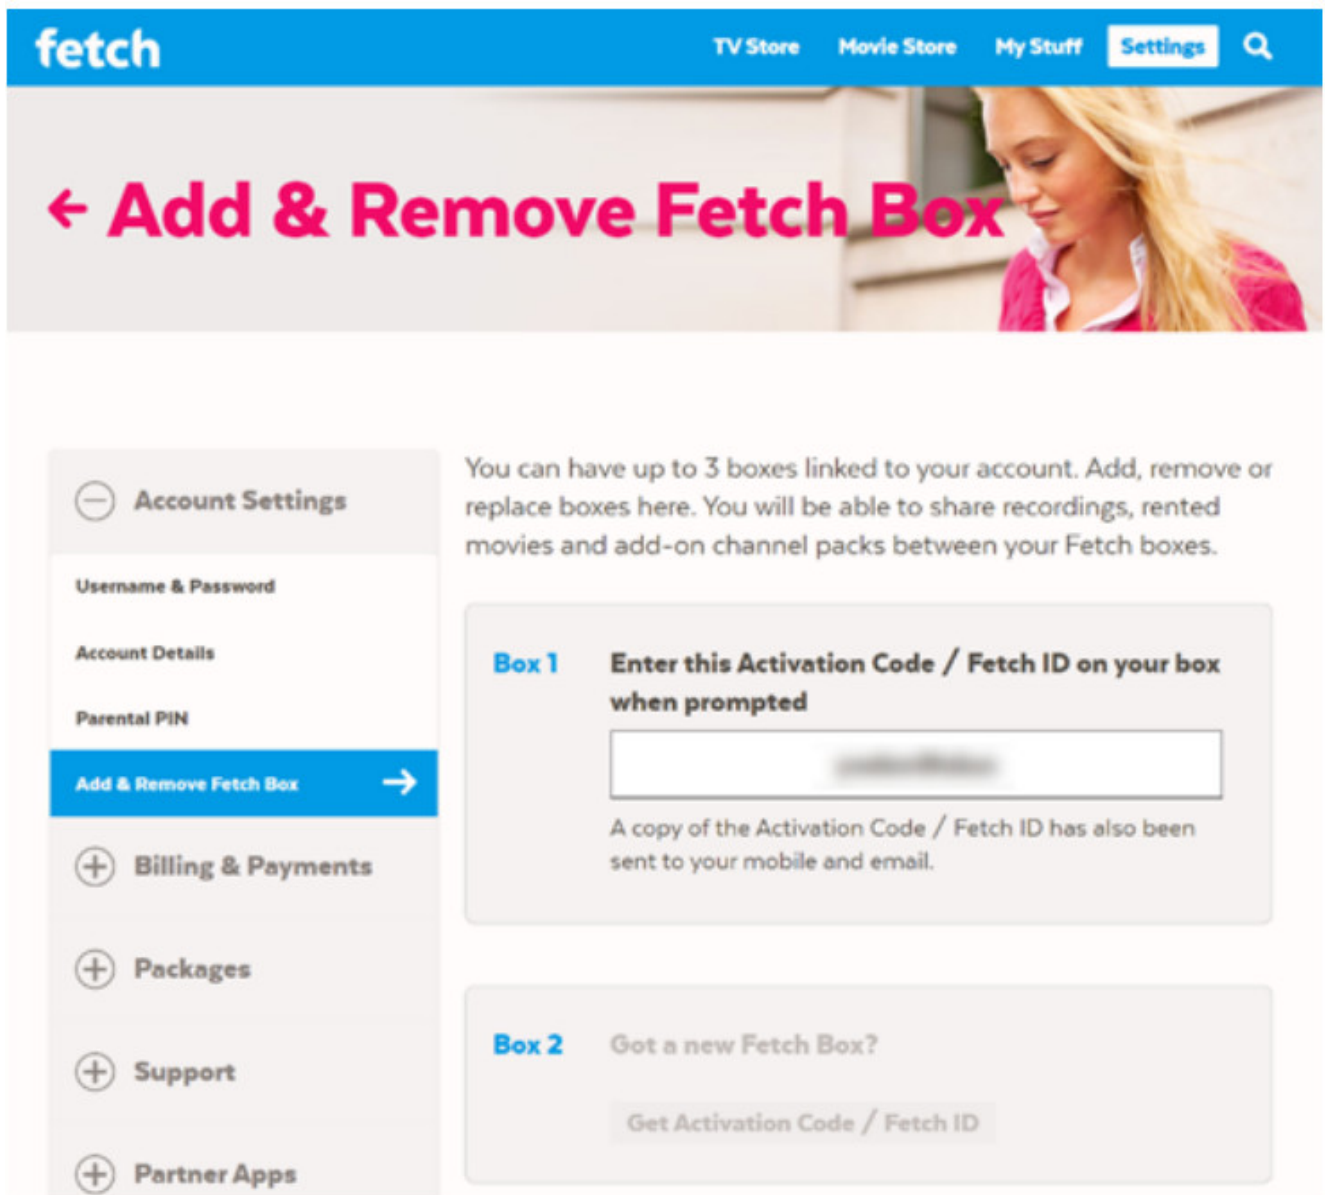 fetch
TV Store
Movie Store
My Stuff
Settings
← Add & Remove Fetch Box
Account Settings
Username & Password
Account Details
Parental PIN
Add & Remove Fetch Box
Billing & Payments
Packages
Support
Partner Apps
You can have up to 3 boxes linked to your account. Add, remove or
replace boxes here. You will be able to share recordings, rented
movies and add-on channel packs between your Fetch boxes.
Box 1
Enter this Activation Code / Fetch ID on your box
when prompted
A copy of the Activation Code / Fetch ID has also been
sent to your mobile and email.
Box 2
Got a new Fetch Box?
Get Activation Code / Fetch ID